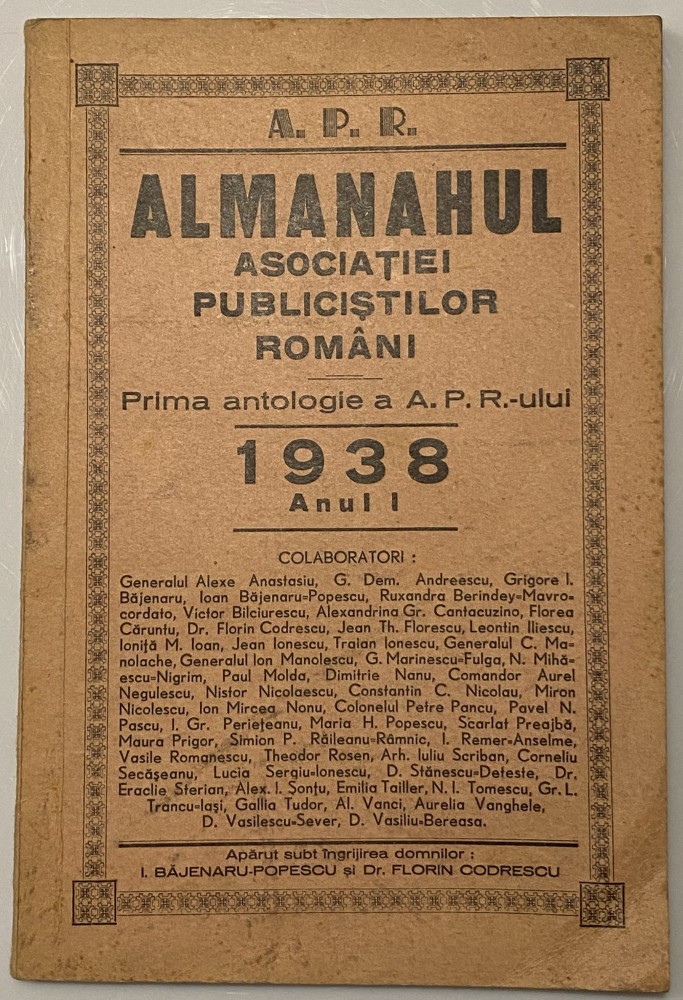 A. P. R.
ALMANAHUL
ASOCIAȚIEI
PUBLICIȘTILOR
ROMÂNI
Prima antologie a A. P. R.-ului
1938
Anul I
COLABORATORI :
Generalul Alexe Anastasiu, G. Dem. Andreescu, Grigore I.
Băjenaru, Ioan Băjenaru=Popescu, Ruxandra Berindey=Mavro=
cordato, Victor Bilciurescu, Alexandrina Gr. Cantacuzino, Florea
Căruntu, Dr. Florin Codrescu, Jean Th. Florescu, Leontin Iliescu,
Ioniță M. Ioan, Jean Ionescu, Traian Ionescu, Generalul C. Ma=
nolache, Generalul Ion Manolescu, G. Marinescu=Fulga, N. Mihă=
escu=Nigrim, Paul Molda, Dimitrie Nanu, Comandor Aurel
Negulescu, Nistor Nicolaescu, Constantin C. Nicolau, Miron
Nicolescu, Ion Mircea Nonu, Colonelul Petre Pancu, Pavel N.
Pascu, I. Gr. Periețeanu, Maria H. Popescu, Scarlat Preajbă,
Maura Prigor, Simion P. Răileanu=Râmnic, I. Remer=Anselme,
Vasile Romanescu, Theodor Rosen, Arh. Iuliu Scriban, Corneliu
Secășeanu, Lucia Sergiu=Ionescu, D. Stănescu=Deteste, Dr.
Eraclie Sterian, Alex. I. Șonțu, Emilia Tailler, N. I. Tomescu, Gr. L.
Trancu=Iași, Gallia Tudor, Al. Vanci, Aurelia Vanghele,
D. Vasilescu=Sever, D. Vasiliu=Bereasa.
Apărut subt îngrijirea domnilor :
I. BĂJENARU-POPESCU și Dr. FLORIN CODRESCU